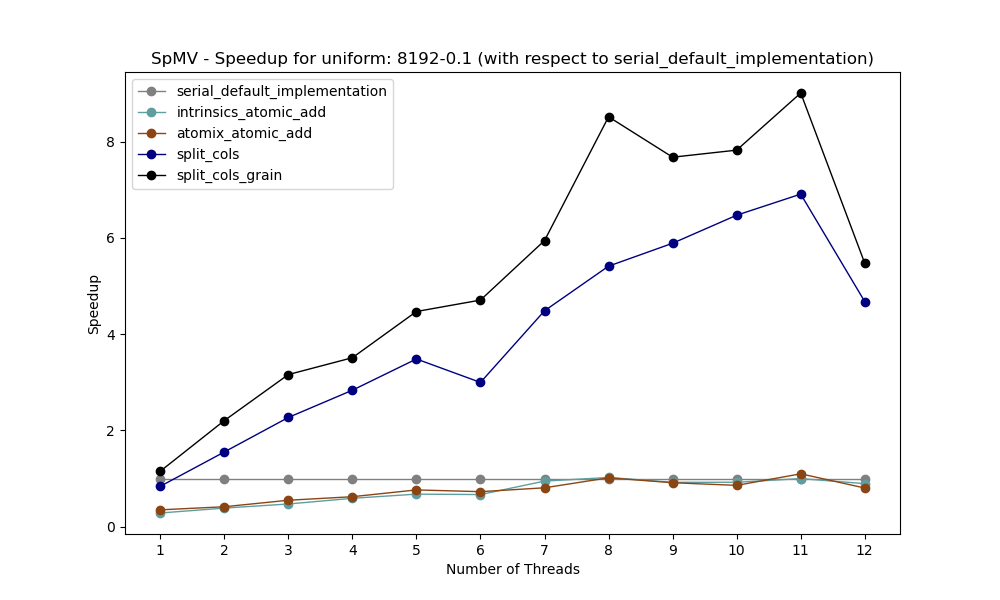 SpMV - Speedup for uniform: 8192-0.1 (with respect to serial_default_implementation)
serial_default_implementation
intrinsics_atomic_add
atomix_atomic_add
split_cols
split_cols_grain
Speedup
8
6
4
2
0
1 2 3 4 5 6 7 8 9 10 11 12
Number of Threads